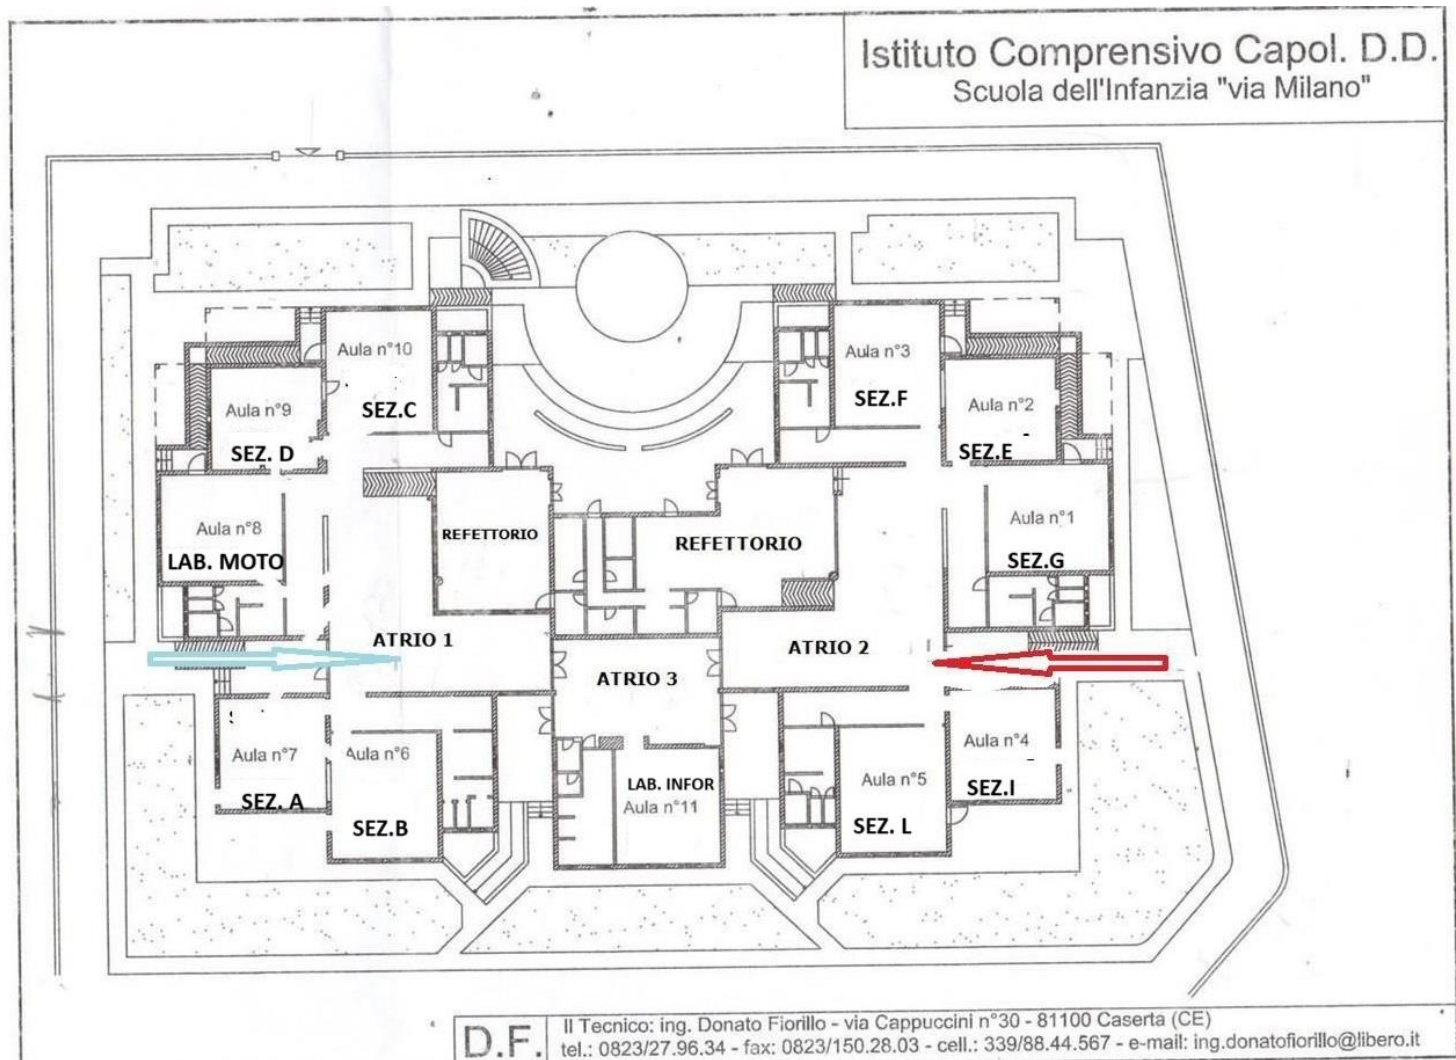 Istituto Comprensivo Capol. D.D.
Scuola dell'Infanzia "via Milano"
Aula n°10
SEZ.C
Aula n°9
SEZ. D
Aula n°8
LAB. MOTO
REFETTORIO
REFETTORIO
Aula n°3
SEZ.F
Aula n°2
SEZ.E
Aula n°1
SEZ.G
ATRIO 1
ATRIO 2
ATRIO 3
Aula n°7
SEZ. A
Aula n°6
SEZ.B
LAB. INFOR
Aula n°11
Aula n°5
SEZ. L
Aula n°4
SEZ.I
D.F.
Il Tecnico: ing. Donato Fiorillo - via Cappuccini n°30 - 81100 Caserta (CE)
tel.: 0823/27.96.34 - fax: 0823/150.28.03 - cell.: 339/88.44.567 - e-mail: ing.donatofiorillo@libero.it